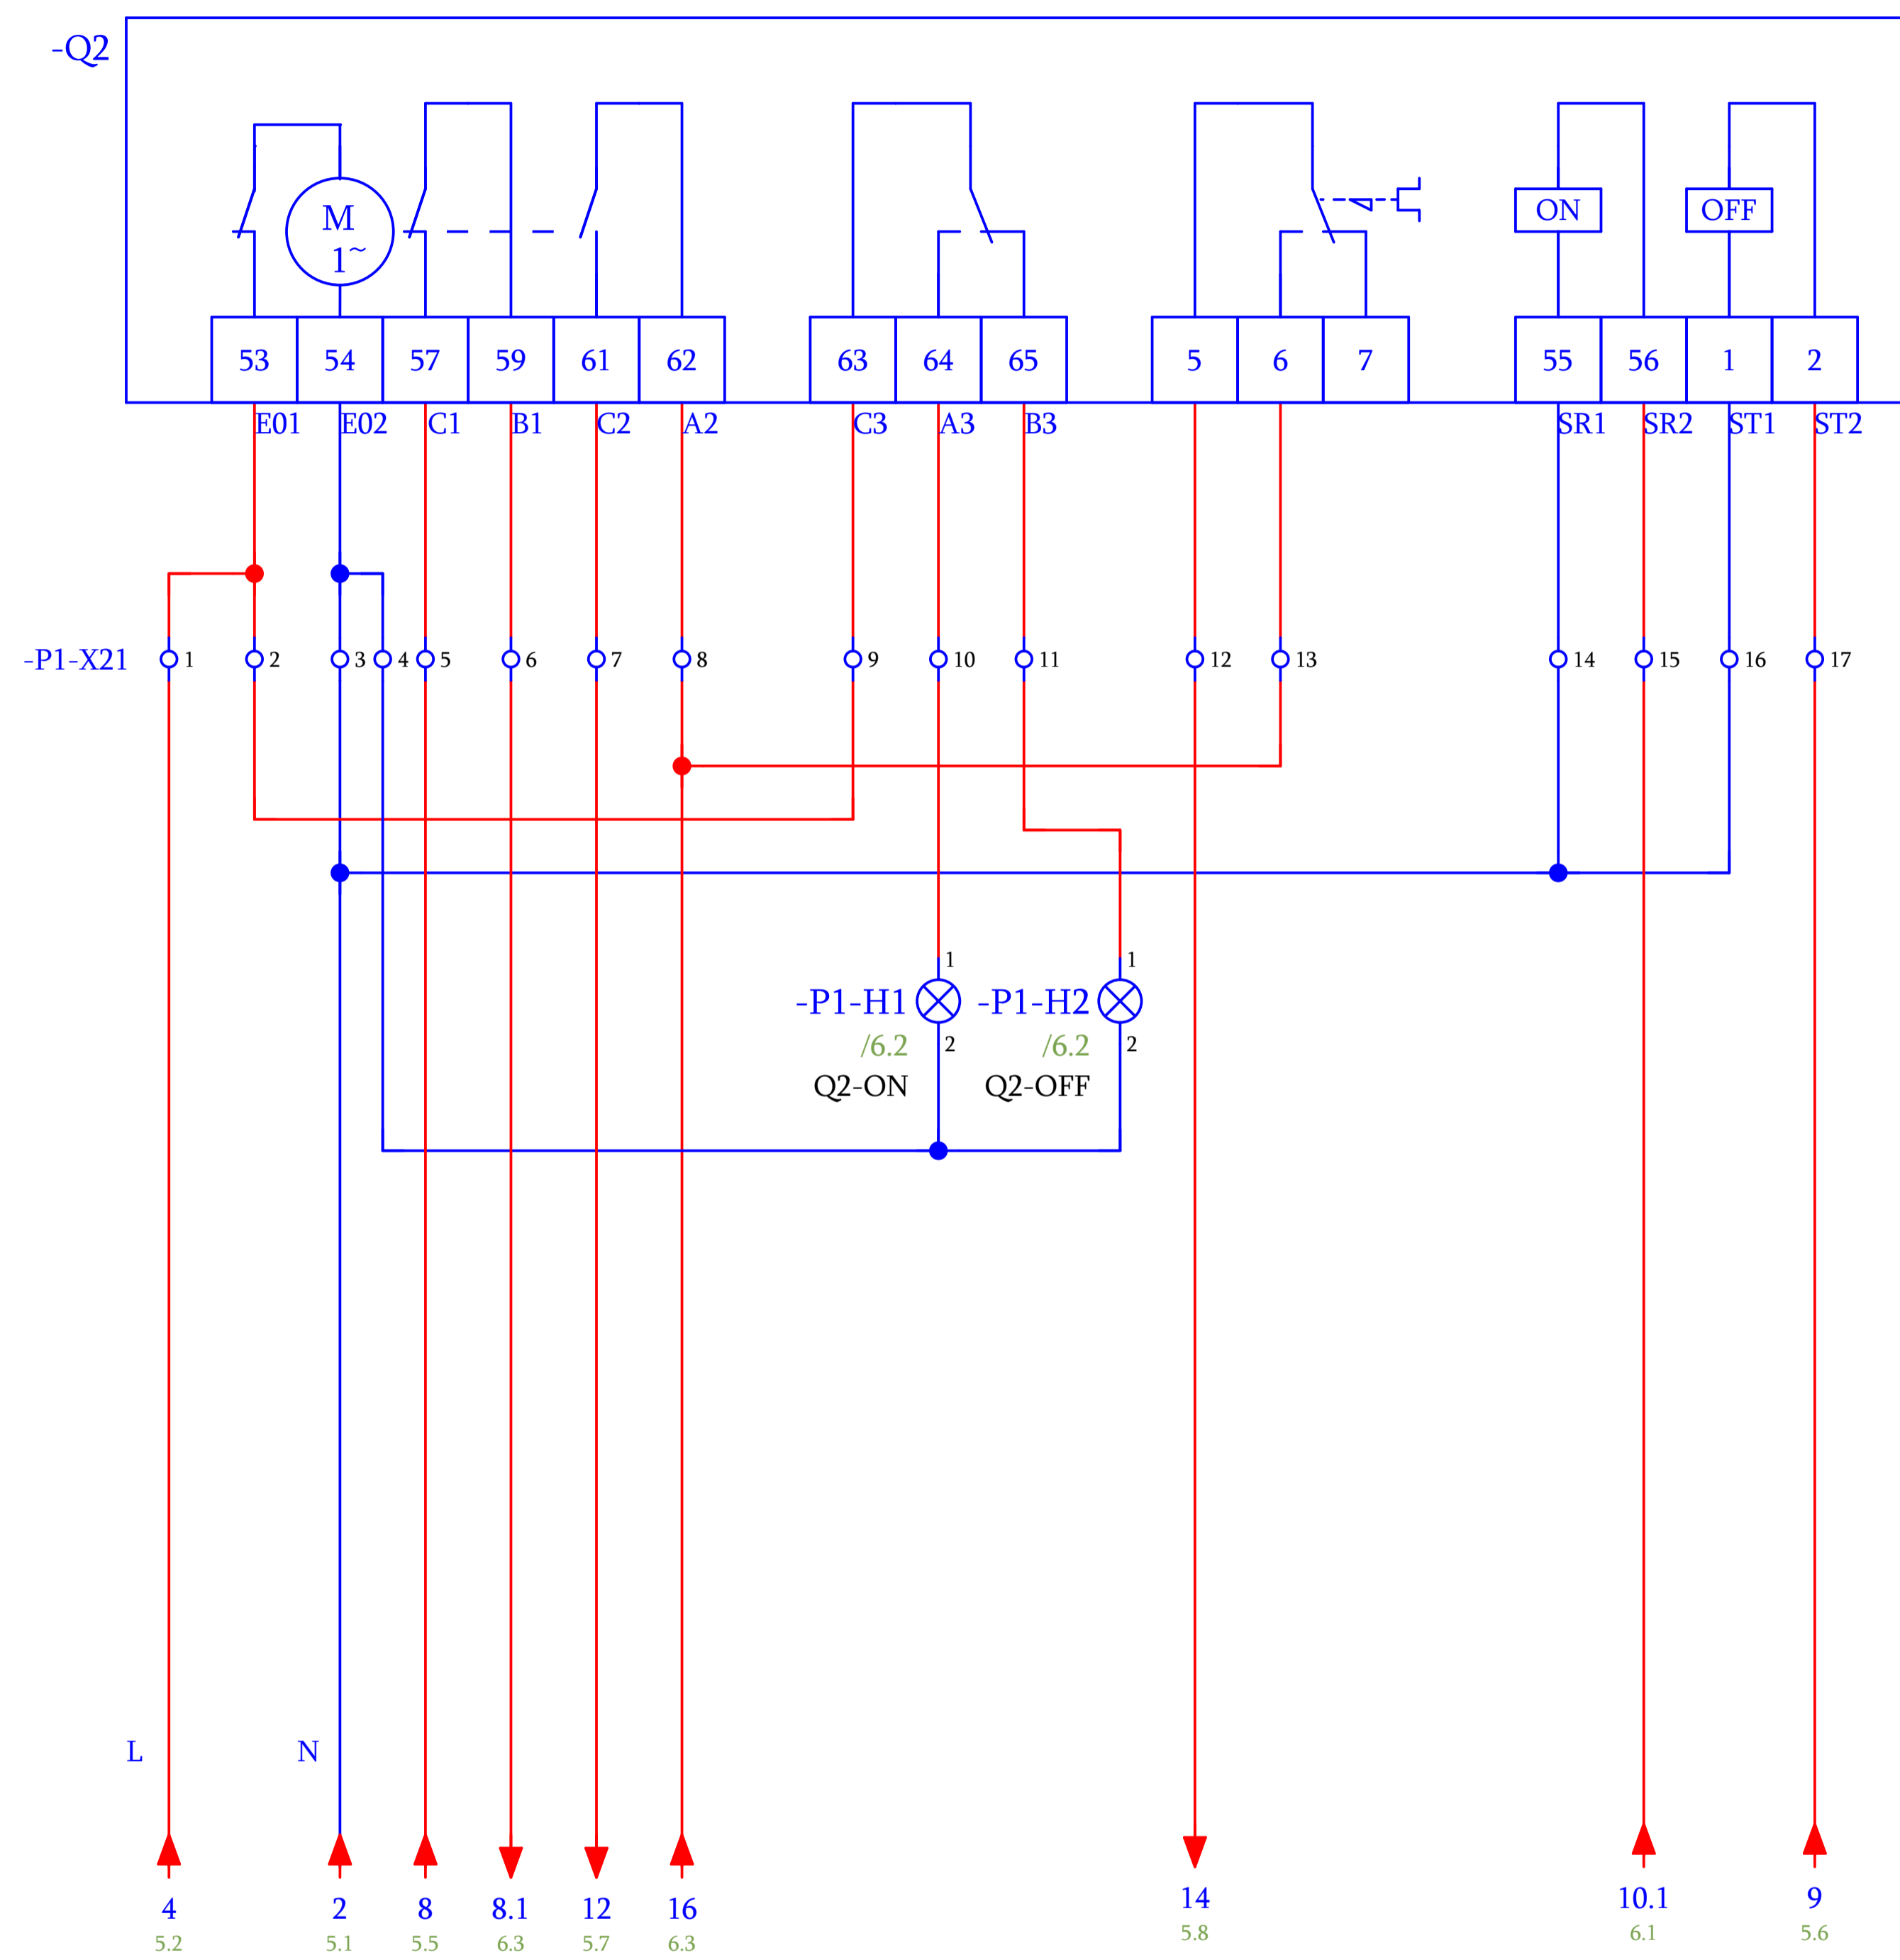 -Q2
M
1~
ON
OFF
53 54 57 59 61 62 63 64 65 5 6 7 55 56 1 2
E01 E02 C1 B1 C2 A2 C3 A3 B3 SR1 SR2 ST1 ST2
-P1-X21 1 2 3 4 5 6 7 8 9 10 11 12 13 14 15 16 17
1 1
-P1-H1 -P1-H2
/6.2 2 /6.2 2
Q2-ON Q2-OFF
L N
4 2 8 8.1 12 16 14 10.1 9
5.2 5.1 5.5 6.3 5.7 6.3 5.8 6.1 5.6